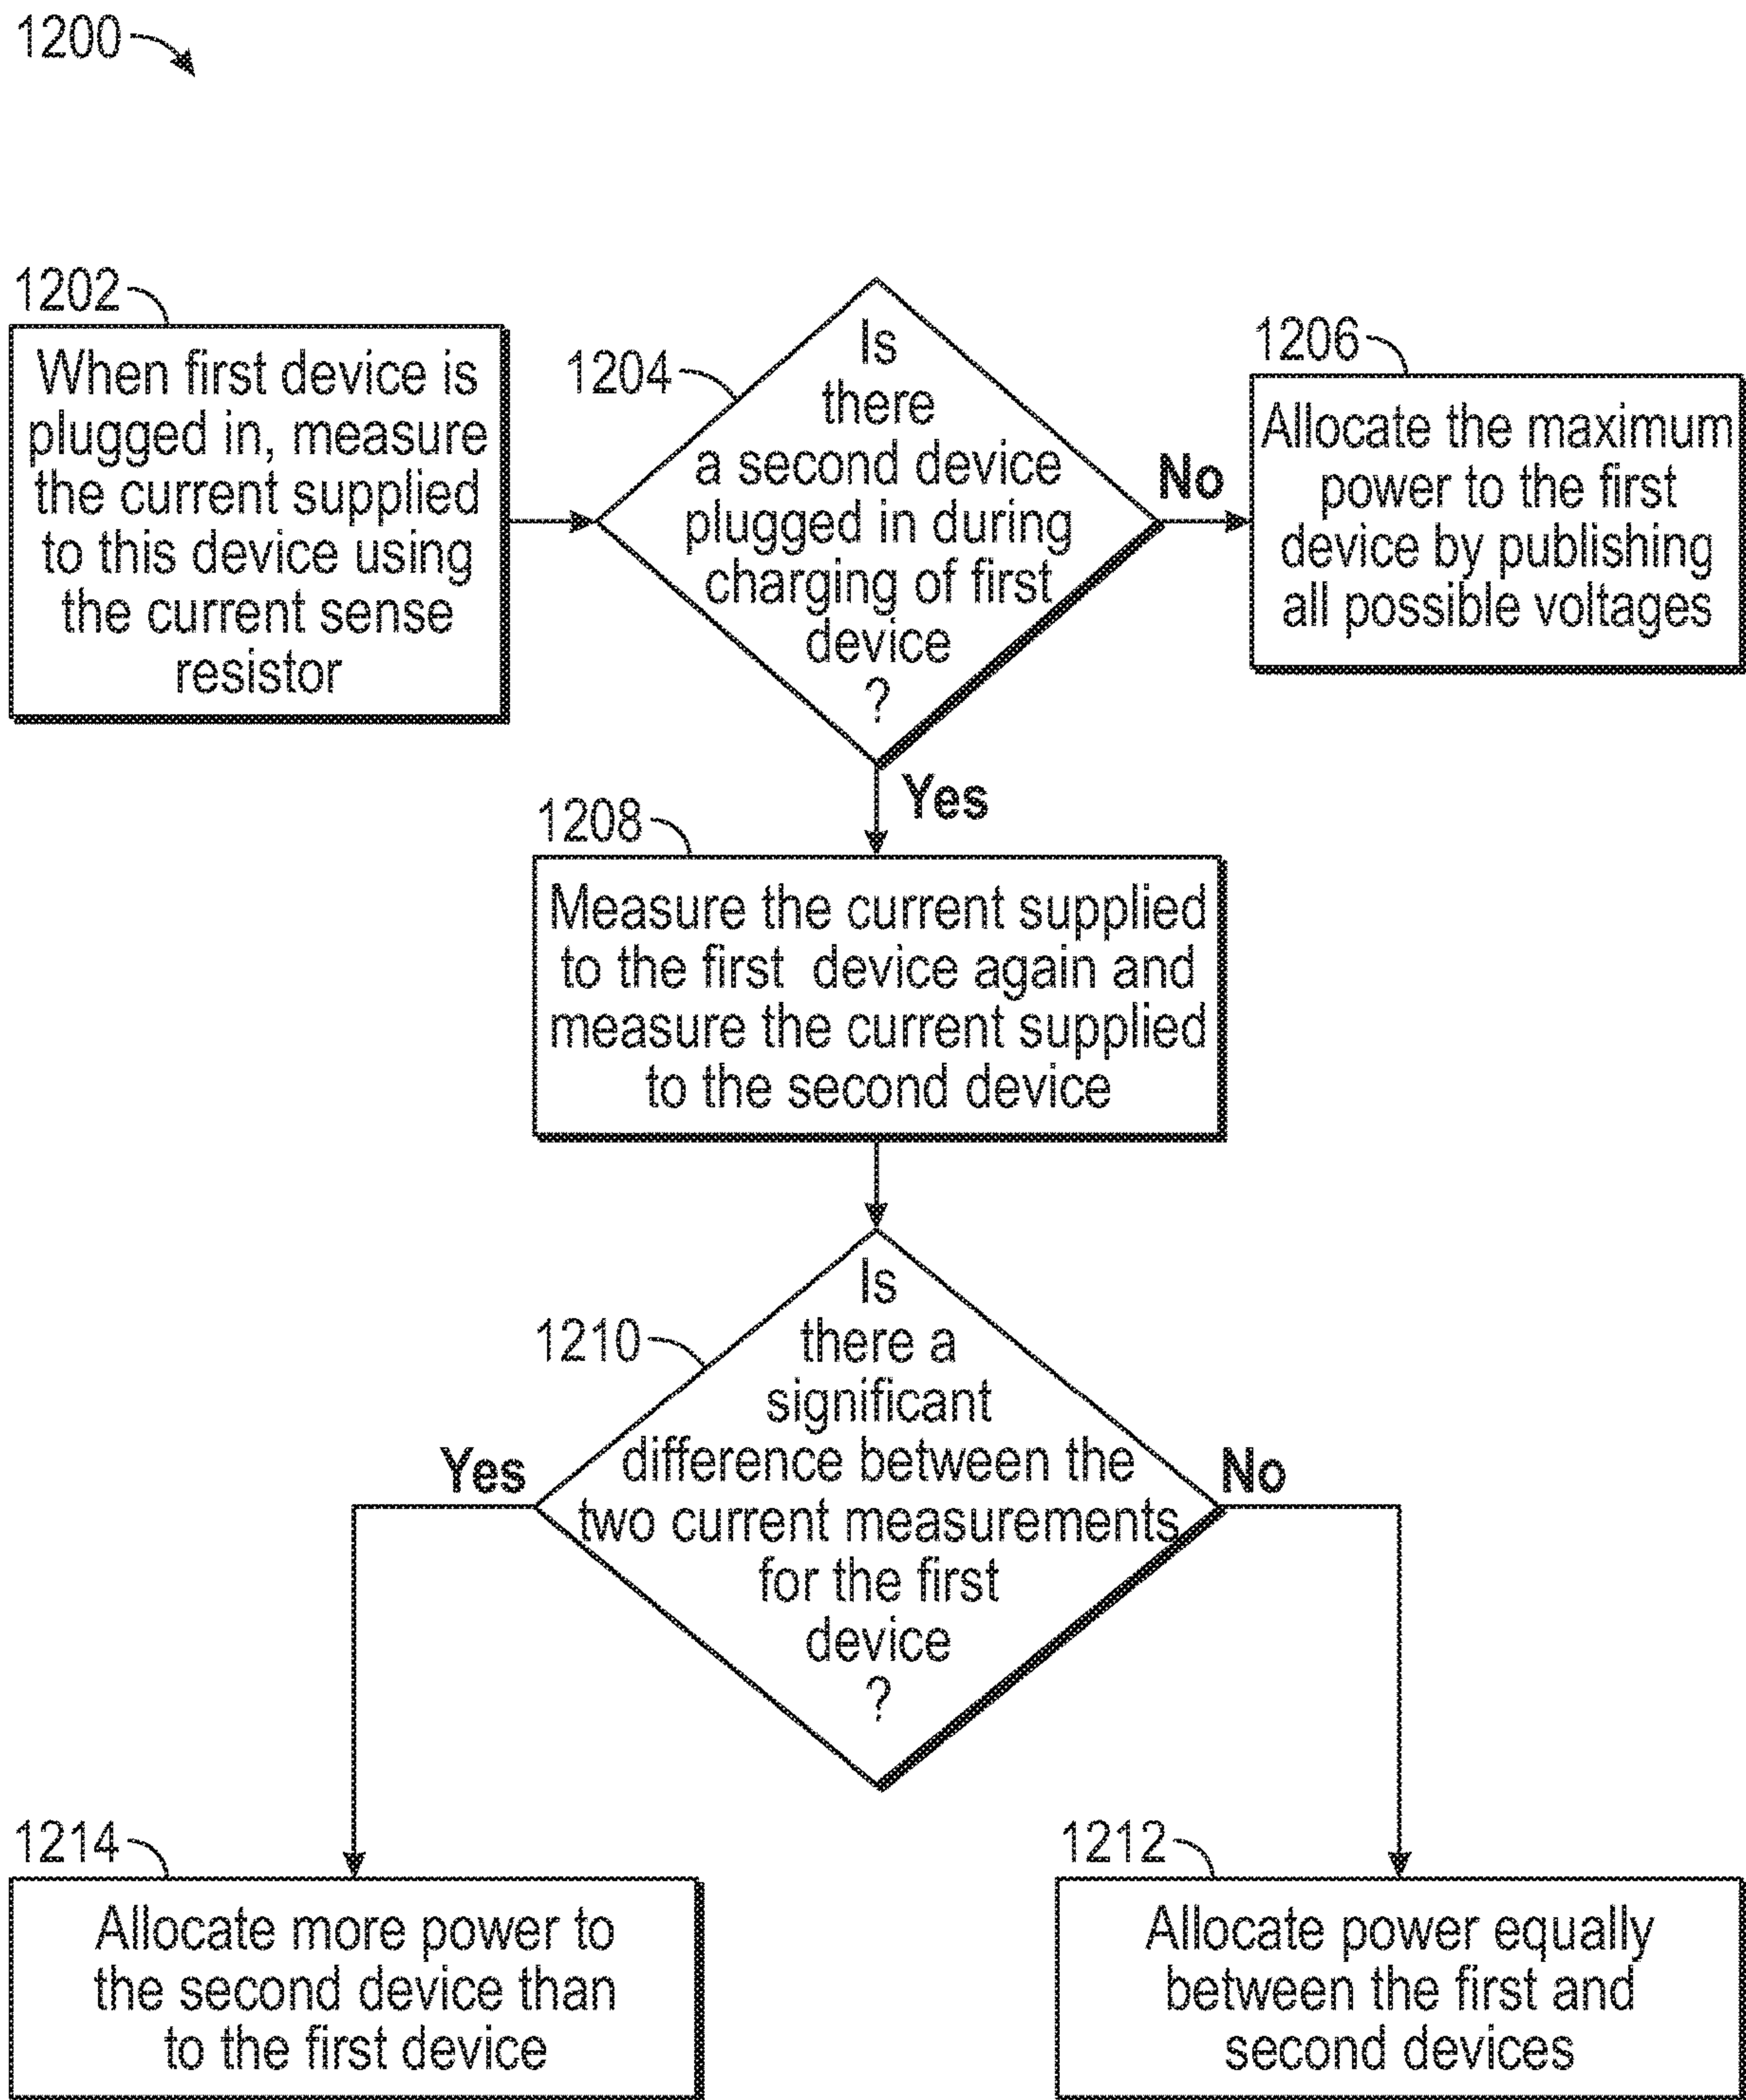 1200
1202
When first device is
plugged in, measure
the current supplied
to this device using
the current sense
resistor
1204
Is
there
a second device
plugged in during
charging of first
device
?
No
1206
Allocate the maximum
power to the first
device by publishing
all possible voltages
Yes
1208
Measure the current supplied
to the first device again and
measure the current supplied
to the second device
1210
Is
there a
significant
difference between the
two current measurements
for the first
device
?
Yes
No
1214
Allocate more power to
the second device than
to the first device
1212
Allocate power equally
between the first and
second devices